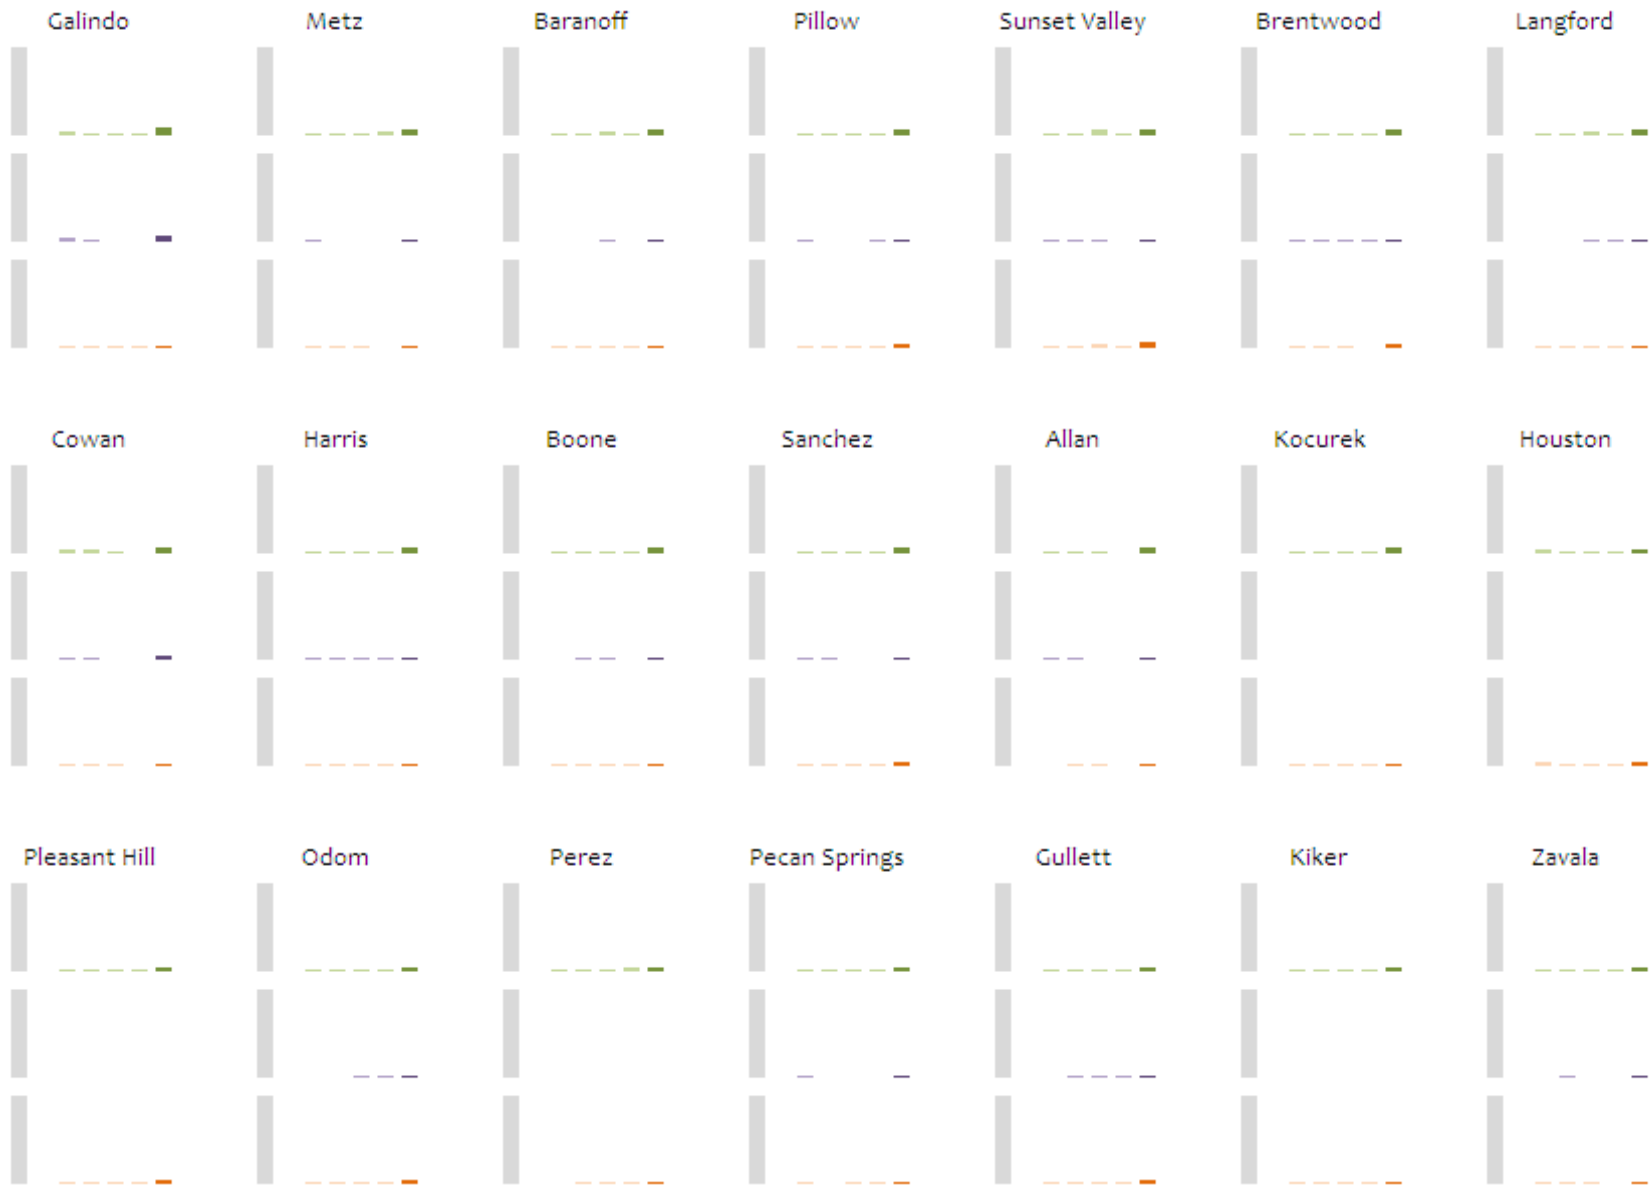 Galindo Metz Baranoff Pillow Sunset Valley Brentwood Langford
Cowan Harris Boone Sanchez Allan Kocurek Houston
Pleasant Hill Odom Perez Pecan Springs Gullett Kiker Zavala